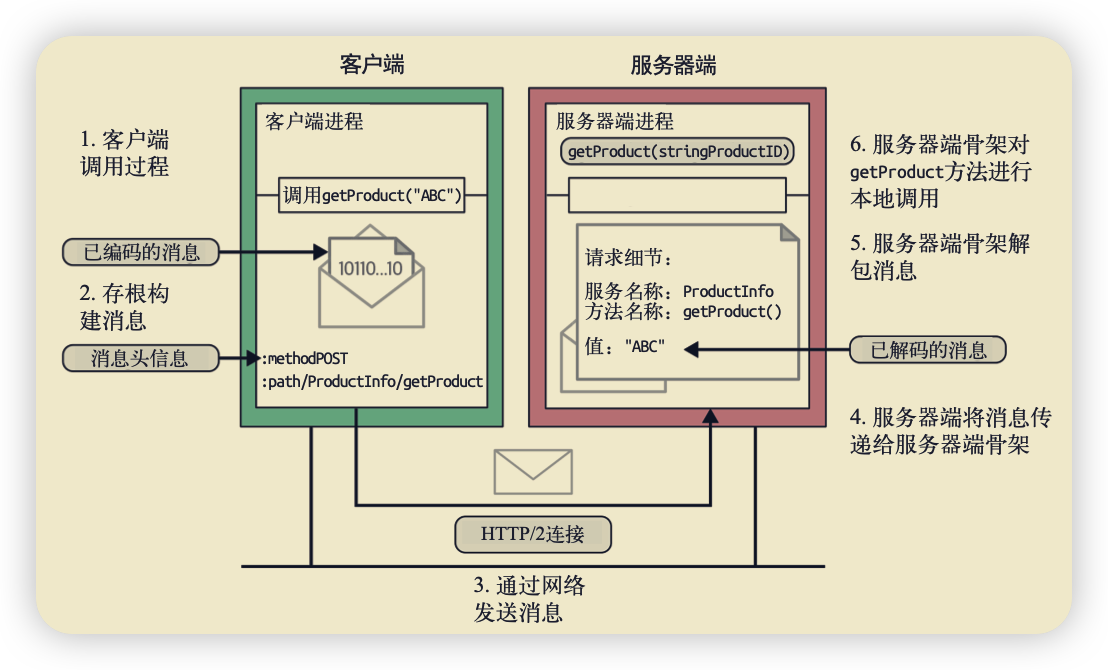 客户端
服务器端
1. 客户端
调用过程
客户端进程
调用getProduct("ABC")
已编码的消息
10110...10
2. 存根构
建消息
消息头信息
:methodPOST
:path/ProductInfo/getProduct
服务器端进程
getProduct(stringProductID)
请求细节：
服务名称：ProductInfo
方法名称：getProduct()
值："ABC"
6. 服务器端骨架对
getProduct方法进行
本地调用
5. 服务器端骨架解
包消息
已解码的消息
4. 服务器端将消息传
递给服务器端骨架
HTTP/2连接
3. 通过网络
发送消息